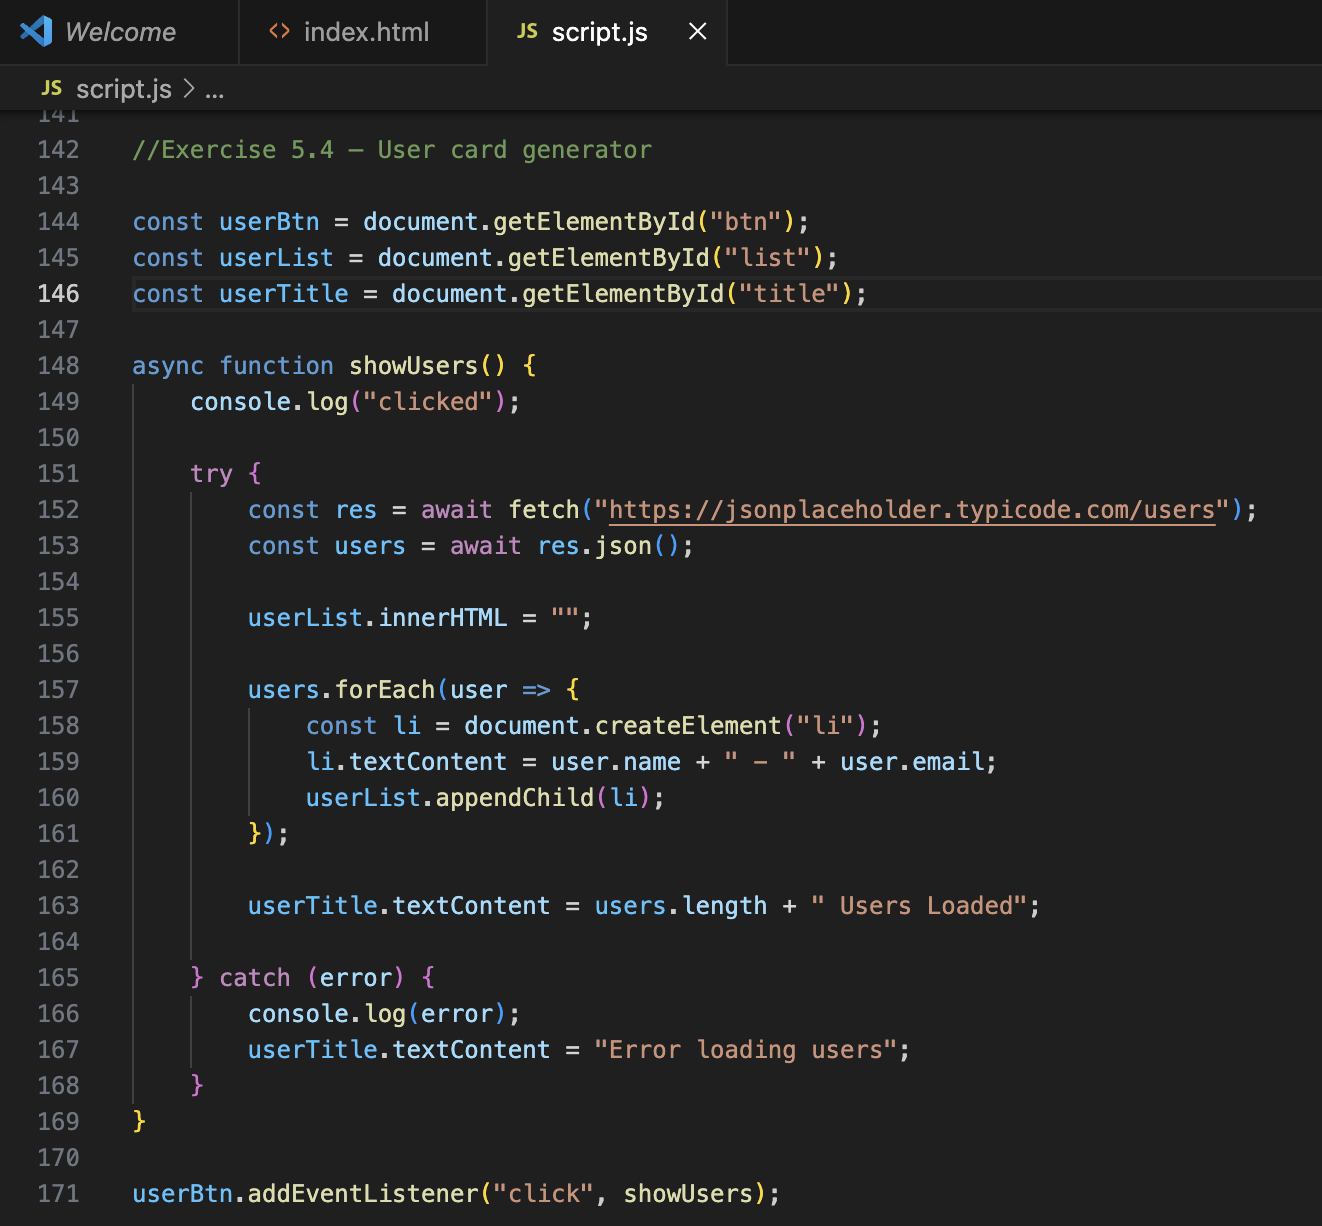 Welcome
<> index.html
JS script.js
JS script.js > ...
141
142 //Exercise 5.4 – User card generator
143
144 const userBtn = document.getElementById("btn");
145 const userList = document.getElementById("list");
146 const userTitle = document.getElementById("title");
147
148 async function showUsers() {
149     console.log("clicked");
150
151     try {
152         const res = await fetch("https://jsonplaceholder.typicode.com/users");
153         const users = await res.json();
154
155         userList.innerHTML = "";
156
157         users.forEach(user => {
158             const li = document.createElement("li");
159             li.textContent = user.name + " – " + user.email;
160             userList.appendChild(li);
161         });
162
163         userTitle.textContent = users.length + " Users Loaded";
164
165     } catch (error) {
166         console.log(error);
167         userTitle.textContent = "Error loading users";
168     }
169 }
170
171 userBtn.addEventListener("click", showUsers);